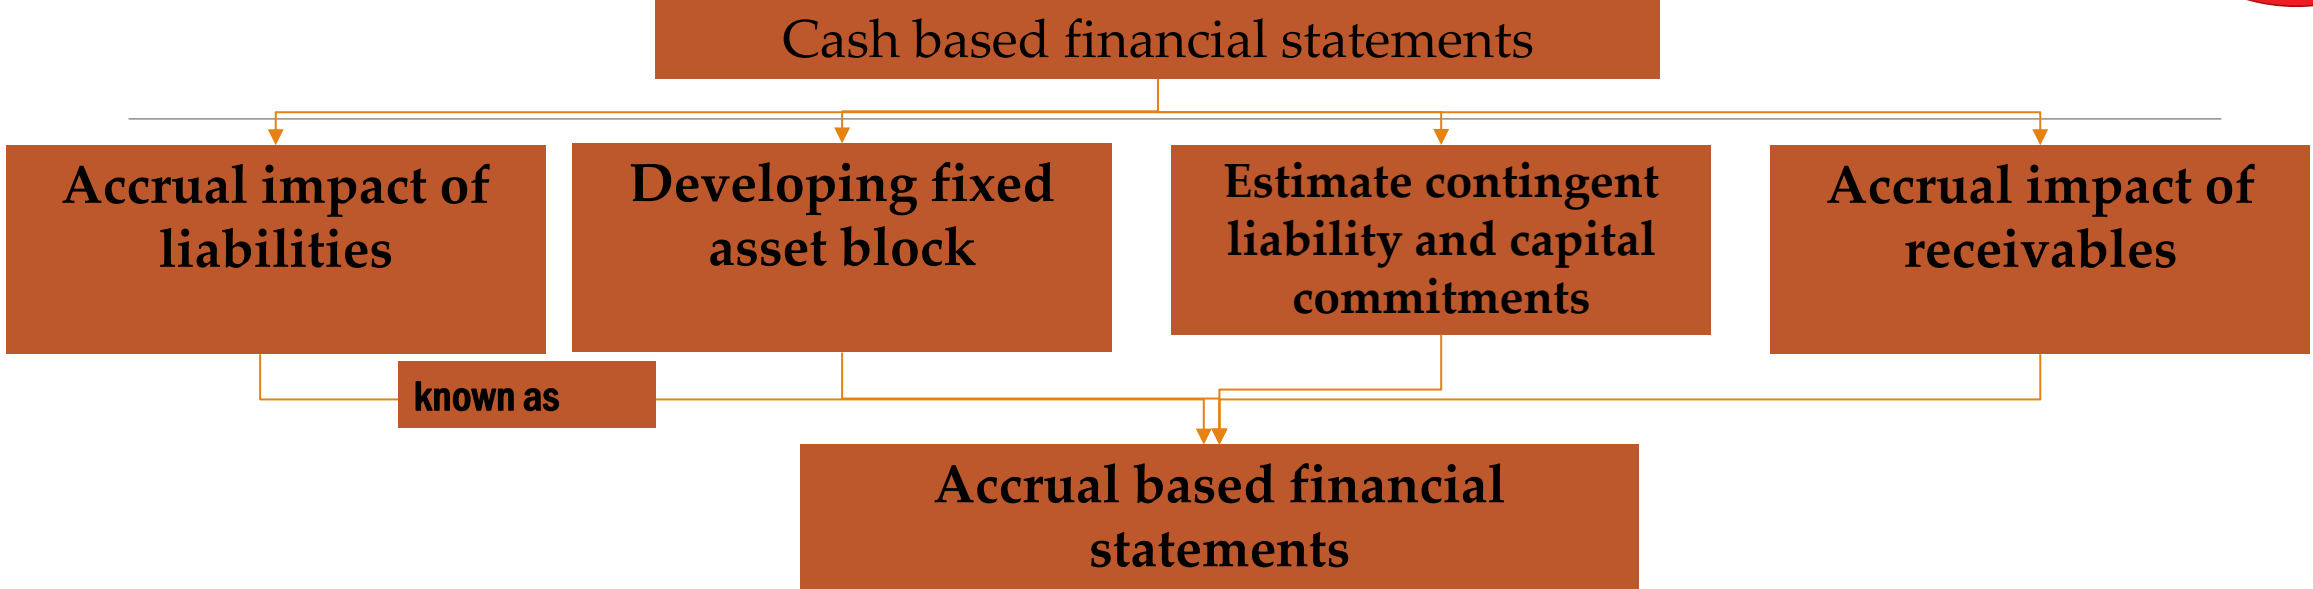 Cash based financial statements
Accrual impact of
liabilities
Developing fixed
asset block
Estimate contingent
liability and capital
commitments
Accrual impact of
receivables
known as
Accrual based financial
statements